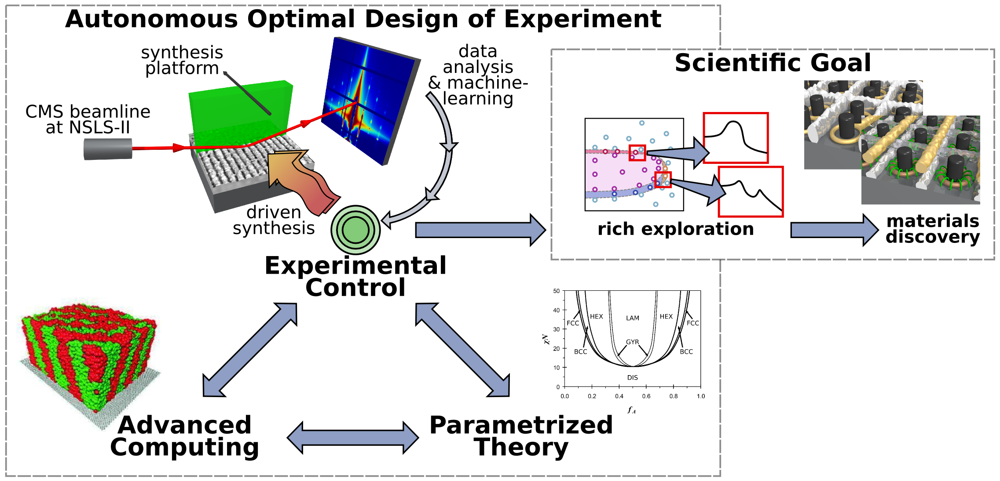 Autonomous Optimal Design of Experiment
synthesis
platform
data
analysis
& machine-
learning
CMS beamline
at NSLS-II
driven
synthesis
Experimental
Control
Scientific Goal
rich exploration
materials
discovery
50
40
30
20
10
0
χN
FCC
HEX
LAM
HEX
FCC
GYR
BCC
BCC
DIS
0.0 0.2 0.4 0.6 0.8 1.0
fA
Advanced
Computing
Parametrized
Theory